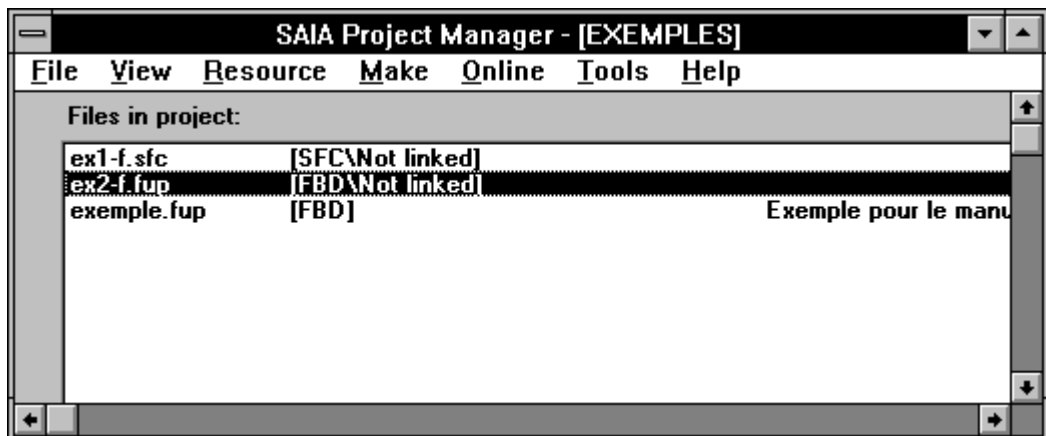 SAIA Project Manager - [EXEMPLES]
File View Resource Make Online Tools Help
Files in project:
ex1-f.sfc [SFC\Not linked]
ex2-f.fup [FBD\Not linked]
exemple.fup [FBD] Exemple pour le manu